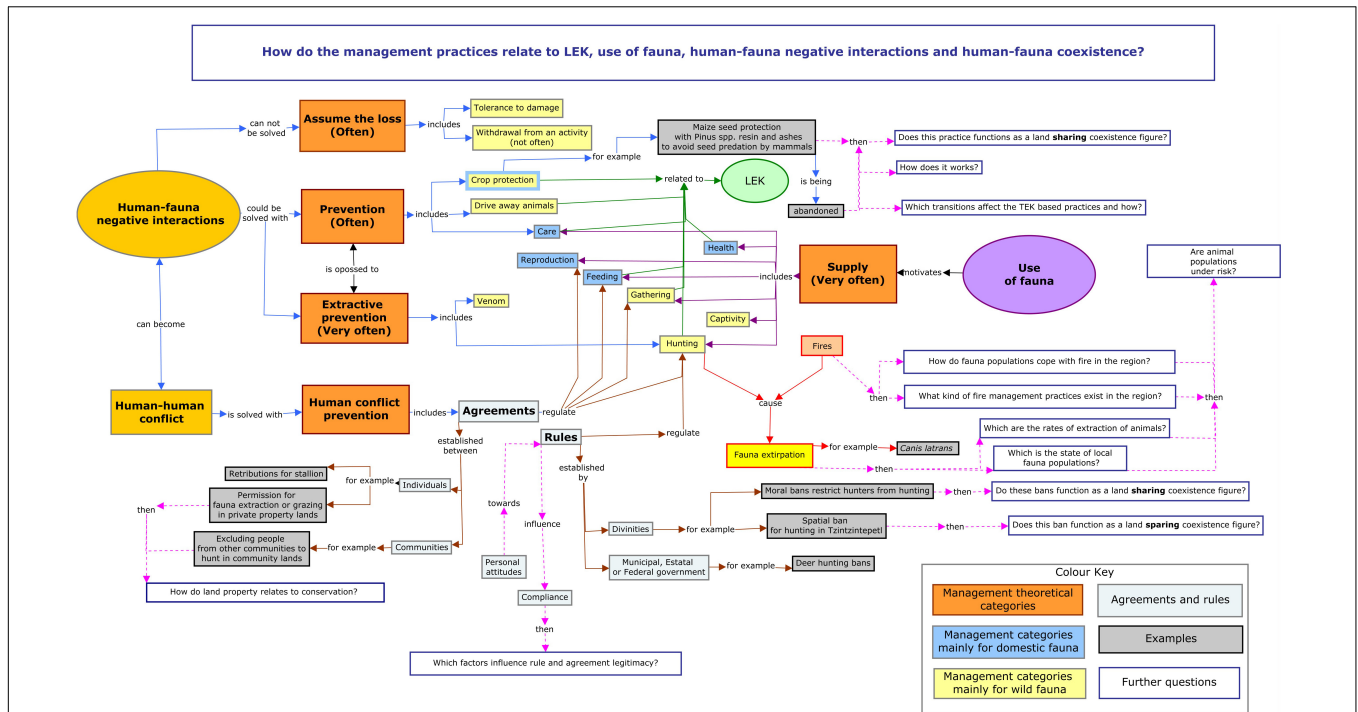 How do the management practices relate to LEK, use of fauna, human-fauna negative interactions and human-fauna coexistence?
Assume the loss
(Often)
can not
be solved
includes
Tolerance to damage
Withdrawal from an activity
(not often)
Maize seed protection
with Pinus spp. resin and ashes
to avoid seed predation by mammals
for example
then
Does this practice functions as a land sharing coexistence figure?
How does it works?
Which transitions affect the TEK based practices and how?
is being
abandoned
Human-fauna
negative interactions
could be
solved with
Prevention
(Often)
includes
Crop protection
Drive away animals
Care
related to
LEK
Health
Reproduction
Feeding
Gathering
Captivity
Hunting
includes
Supply
(Very often)
motivates
Use
of fauna
Are animal
populations
under risk?
is opossed to
Extractive
prevention
(Very often)
includes
Venom
can become
Fires
then
How do fauna populations cope with fire in the region?
What kind of fire management practices exist in the region?
then
Which are the rates of extraction of animals?
Which is the state of local
fauna populations?
cause
Fauna extirpation
for example
Canis latrans
then
Human-human
conflict
is solved with
Human conflict
prevention
includes
Agreements
regulate
Rules
regulate
established
between
established
by
Retributions for stallion
for example
Individuals
Permission for
fauna extraction or grazing
in private property lands
then
Excluding people
from other communities to
hunt in community lands
for example
Communities
How do land property relates to conservation?
towards
Personal
attitudes
influence
Compliance
then
Which factors influence rule and agreement legitimacy?
Divinities
for example
Moral bans restrict hunters from hunting
then
Do these bans function as a land sharing coexistence figure?
Spatial ban
for hunting in Tzintzintepetl
then
Does this ban function as a land sparing coexistence figure?
Municipal, Estatal
or Federal government
for example
Deer hunting bans
Colour Key
Management theoretical
categories
Agreements and rules
Management categories
mainly for domestic fauna
Examples
Management categories
mainly for wild fauna
Further questions